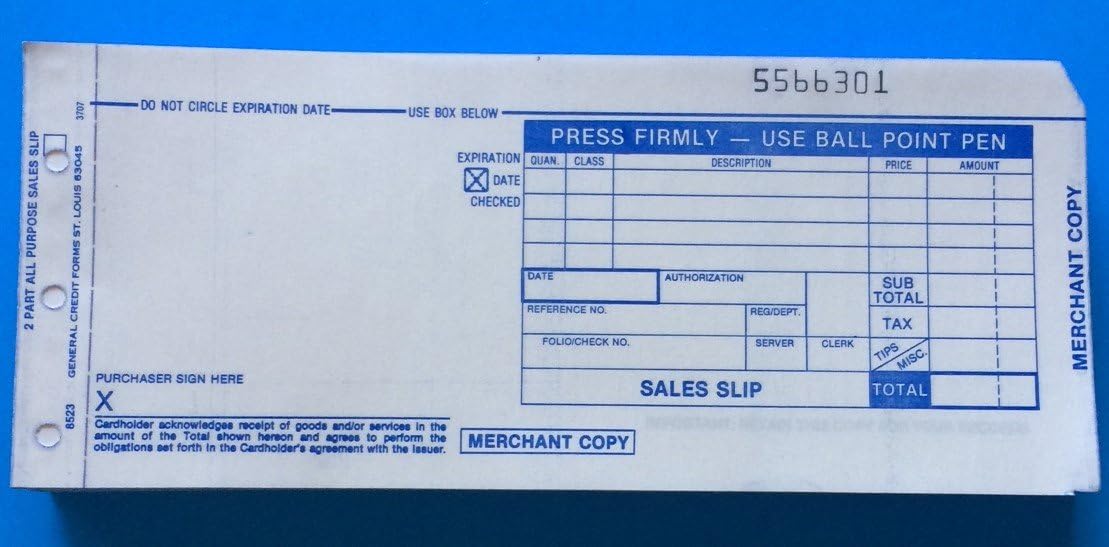 5566301
DO NOT CIRCLE EXPIRATION DATE
USE BOX BELOW
PRESS FIRMLY — USE BALL POINT PEN
QUAN. CLASS DESCRIPTION PRICE AMOUNT
EXPIRATION
X DATE
CHECKED
DATE AUTHORIZATION
SUB
TOTAL
REFERENCE NO. REG/DEPT.
TAX
FOLIO/CHECK NO. SERVER CLERK
TIPS
MISC.
SALES SLIP TOTAL
PURCHASER SIGN HERE
X
Cardholder acknowledges receipt of goods and/or services in the
amount of the Total shown hereon and agrees to perform the
obligations set forth in the Cardholder's agreement with the issuer.
MERCHANT COPY
MERCHANT COPY
2 PART ALL PURPOSE SALES SLIP
8523 GENERAL CREDIT FORMS ST. LOUIS 63045 3707